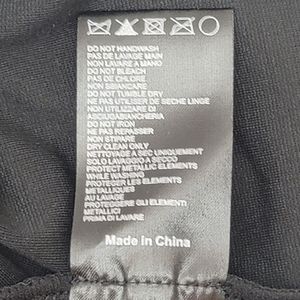 DO NOT HANDWASH
PAS DE LAVAGE MAIN
NON LAVARE A MANO
DO NOT BLEACH
PAS DE CHLORE
NON SBIANCARE
DO NOT TUMBLE DRY
NE PAS UTILISER DE SECHE LINGE
NON UTILIZZARE DI
ASCIUGABIANCHERIA
DO NOT IRON
NE PAS REPASSER
NON STIRARE
DRY CLEAN ONLY
NETTOYAGE A SEC UNIQUEMENT
SOLO LAVAGGIO A SECCO
PROTECT METALLIC ELEMENTS
WHILE WASHING
PROTEGER LES ELEMENTS
METALLIQUES
AU LAVAGE
PROTEGGERE GLI ELEMENTI
METALLICI
PRIMA DI LAVARE
Made in China